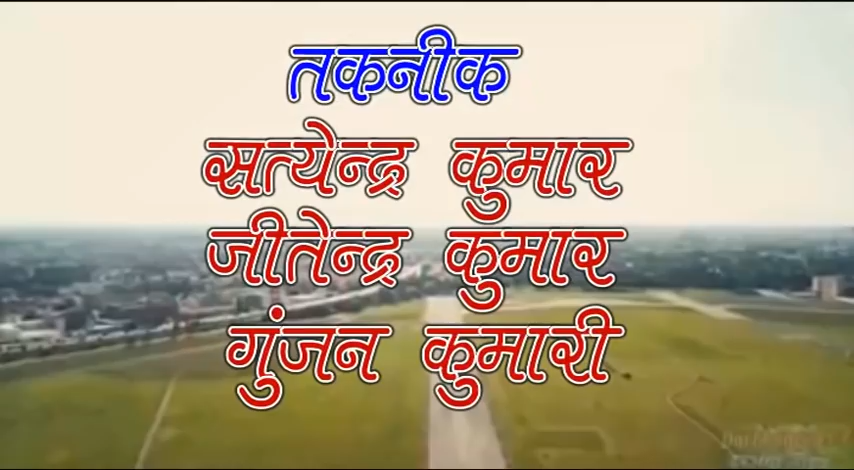 तकनीक
सत्येन्द्र कुमार
जीतेन्द्र कुमार
गुंजन कुमारी